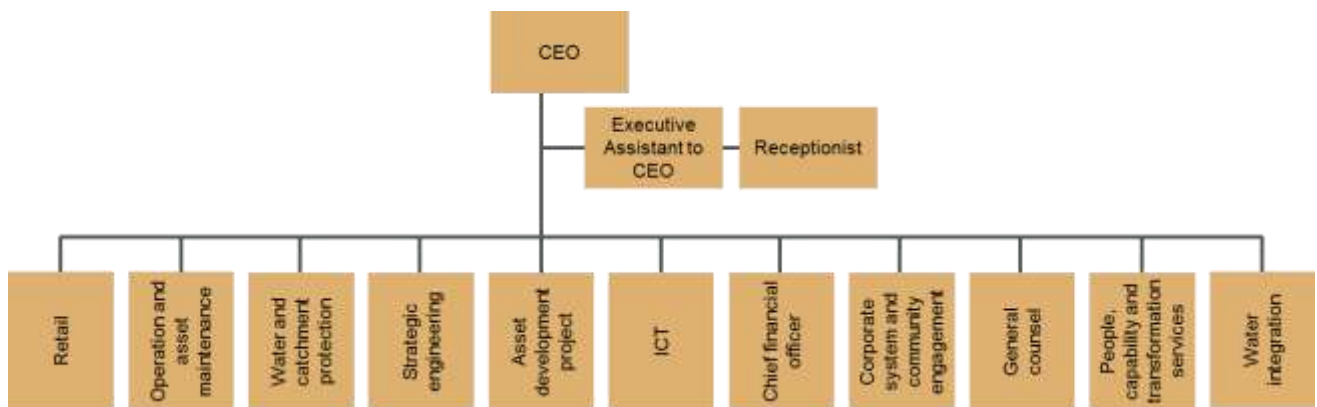 CEO
Executive
Assistant to
CEO
Receptionist
Retail
Operation and
asset
maintenance
Water and
catchment
protection
Strategic
engineering
Asset
development
project
ICT
Chief financial
officer
Corporate
system and
community
engagement
General
counsel
People,
capability and
transformation
services
Water
integration